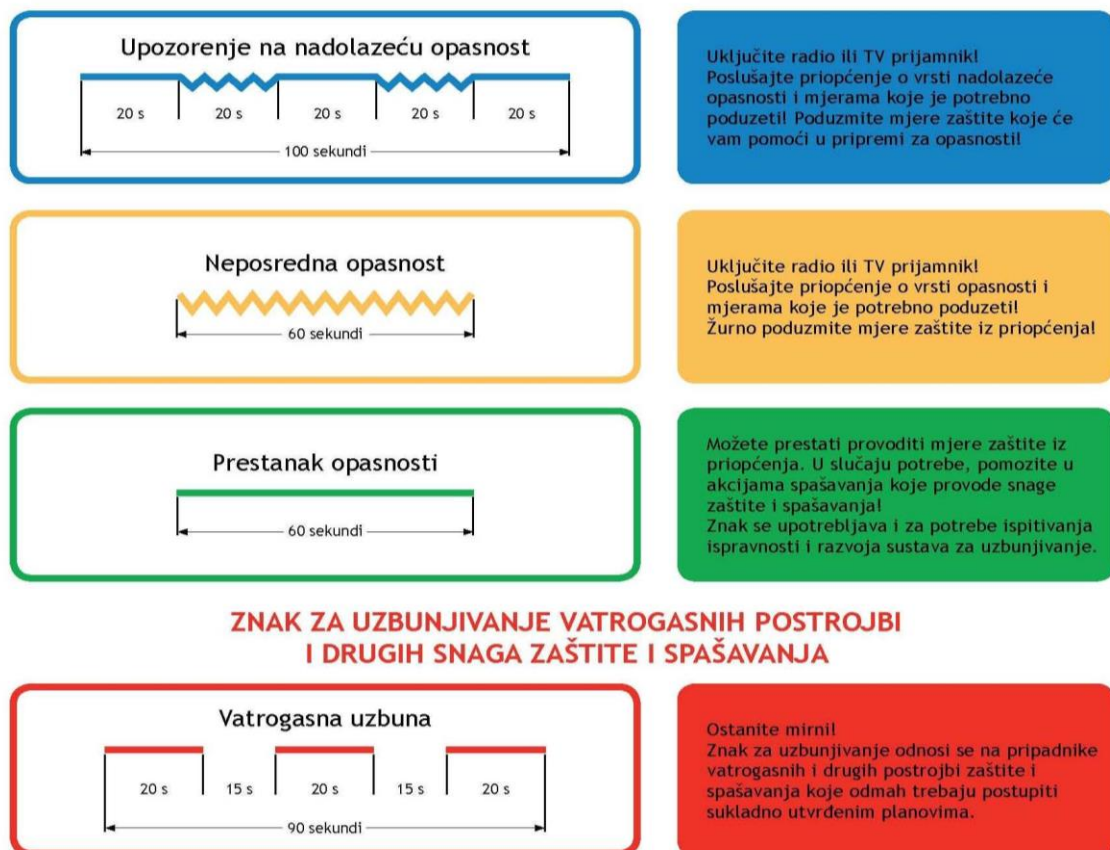 Upozorenje na nadolazeću opasnost
20 s 20 s 20 s 20 s 20 s
100 sekundi
Uključite radio ili TV prijamnik!
Poslušajte priopćenje o vrsti nadolazeće
opasnosti i mjerama koje je potrebno
poduzeti! Poduzmite mjere zaštite koje će
vam pomoći u pripremi za opasnosti!
Neposredna opasnost
60 sekundi
Uključite radio ili TV prijamnik!
Poslušajte priopćenje o vrsti opasnosti i
mjerama koje je potrebno poduzeti!
Žurno poduzmite mjere zaštite iz priopćenja!
Prestanak opasnosti
60 sekundi
Možete prestati provoditi mjere zaštite iz
priopćenja. U slučaju potrebe, pomozite u
akcijama spašavanja koje provode snage
zaštite i spašavanja!
Znak se upotrebljava i za potrebe ispitivanja
ispravnosti i razvoja sustava za uzbunjivanje.
ZNAK ZA UZBUNJIVANJE VATROGASNIH POSTROJBI
I DRUGIH SNAGA ZAŠTITE I SPAŠAVANJA
Vatrogasna uzbuna
20 s 15 s 20 s 15 s 20 s
90 sekundi
Ostanite mirni!
Znak za uzbunjivanje odnosi se na pripadnike
vatrogasnih i drugih postrojbi zaštite i
spašavanja koje odmah trebaju postupiti
sukladno utvrđenim planovima.